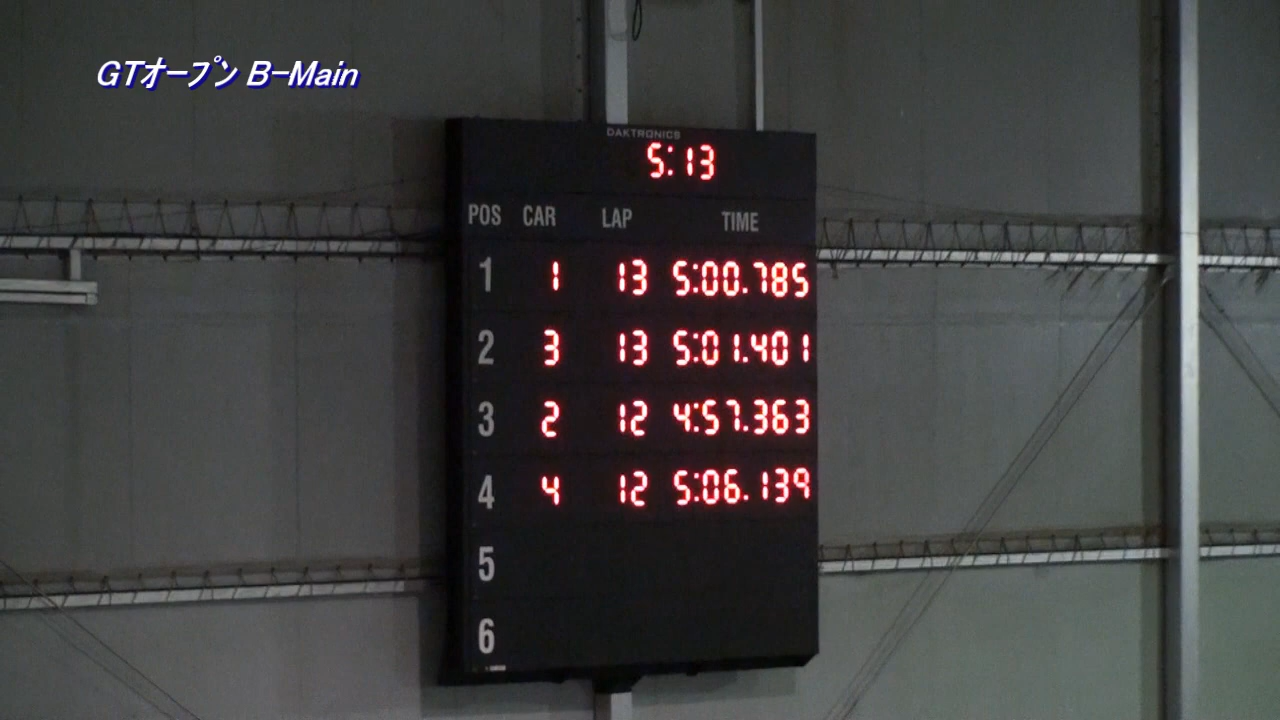 GTオープン B-Main
DAKTRONICS
5:13
POS CAR LAP TIME
1 1 13 5:00.785
2 3 13 5:01.401
3 2 12 4:57.363
4 4 12 5:06.139
5
6